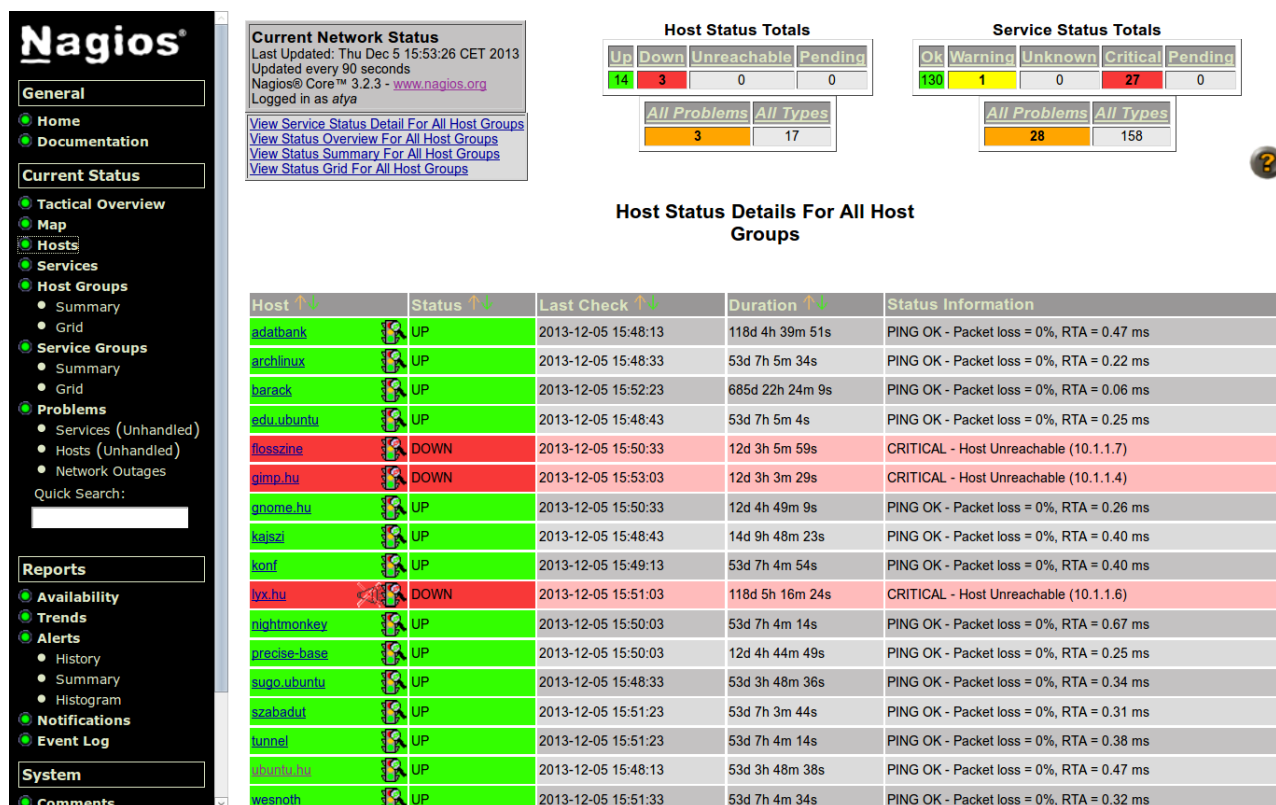 Nagios®
General
Home
Documentation
Current Status
Tactical Overview
Map
Hosts
Services
Host Groups
Summary
Grid
Service Groups
Summary
Grid
Problems
Services (Unhandled)
Hosts (Unhandled)
Network Outages
Quick Search:
Reports
Availability
Trends
Alerts
History
Summary
Histogram
Notifications
Event Log
System
Comments
Current Network Status
Last Updated: Thu Dec 5 15:53:26 CET 2013
Updated every 90 seconds
Nagios® Core™ 3.2.3 - www.nagios.org
Logged in as atya
View Service Status Detail For All Host Groups
View Status Overview For All Host Groups
View Status Summary For All Host Groups
View Status Grid For All Host Groups
Host Status Totals
Up Down Unreachable Pending
14 3 0 0
All Problems All Types
3 17
Service Status Totals
Ok Warning Unknown Critical Pending
130 1 0 27 0
All Problems All Types
28 158
?
Host Status Details For All Host
Groups
Host Status Last Check Duration Status Information
adatbank UP 2013-12-05 15:48:13 118d 4h 39m 51s PING OK - Packet loss = 0%, RTA = 0.47 ms
archlinux UP 2013-12-05 15:48:33 53d 7h 5m 34s PING OK - Packet loss = 0%, RTA = 0.22 ms
barack UP 2013-12-05 15:52:23 685d 22h 24m 9s PING OK - Packet loss = 0%, RTA = 0.06 ms
edu.ubuntu UP 2013-12-05 15:48:43 53d 7h 5m 4s PING OK - Packet loss = 0%, RTA = 0.25 ms
flosszine DOWN 2013-12-05 15:50:33 12d 3h 5m 59s CRITICAL - Host Unreachable (10.1.1.7)
gimp.hu DOWN 2013-12-05 15:53:03 12d 3h 3m 29s CRITICAL - Host Unreachable (10.1.1.4)
gnome.hu UP 2013-12-05 15:50:33 12d 4h 49m 9s PING OK - Packet loss = 0%, RTA = 0.26 ms
kajszi UP 2013-12-05 15:48:43 14d 9h 48m 23s PING OK - Packet loss = 0%, RTA = 0.40 ms
konf UP 2013-12-05 15:49:13 53d 7h 4m 54s PING OK - Packet loss = 0%, RTA = 0.40 ms
lyx.hu DOWN 2013-12-05 15:51:03 118d 5h 16m 24s CRITICAL - Host Unreachable (10.1.1.6)
nightmonkey UP 2013-12-05 15:50:03 53d 7h 4m 14s PING OK - Packet loss = 0%, RTA = 0.67 ms
precise-base UP 2013-12-05 15:50:03 12d 4h 44m 49s PING OK - Packet loss = 0%, RTA = 0.25 ms
sugo.ubuntu UP 2013-12-05 15:48:33 53d 3h 48m 36s PING OK - Packet loss = 0%, RTA = 0.34 ms
szabadut UP 2013-12-05 15:51:23 53d 7h 3m 44s PING OK - Packet loss = 0%, RTA = 0.31 ms
tunnel UP 2013-12-05 15:51:23 53d 7h 4m 14s PING OK - Packet loss = 0%, RTA = 0.38 ms
ubuntu.hu UP 2013-12-05 15:48:13 53d 3h 48m 38s PING OK - Packet loss = 0%, RTA = 0.47 ms
wesnoth UP 2013-12-05 15:51:33 53d 7h 4m 34s PING OK - Packet loss = 0%, RTA = 0.32 ms